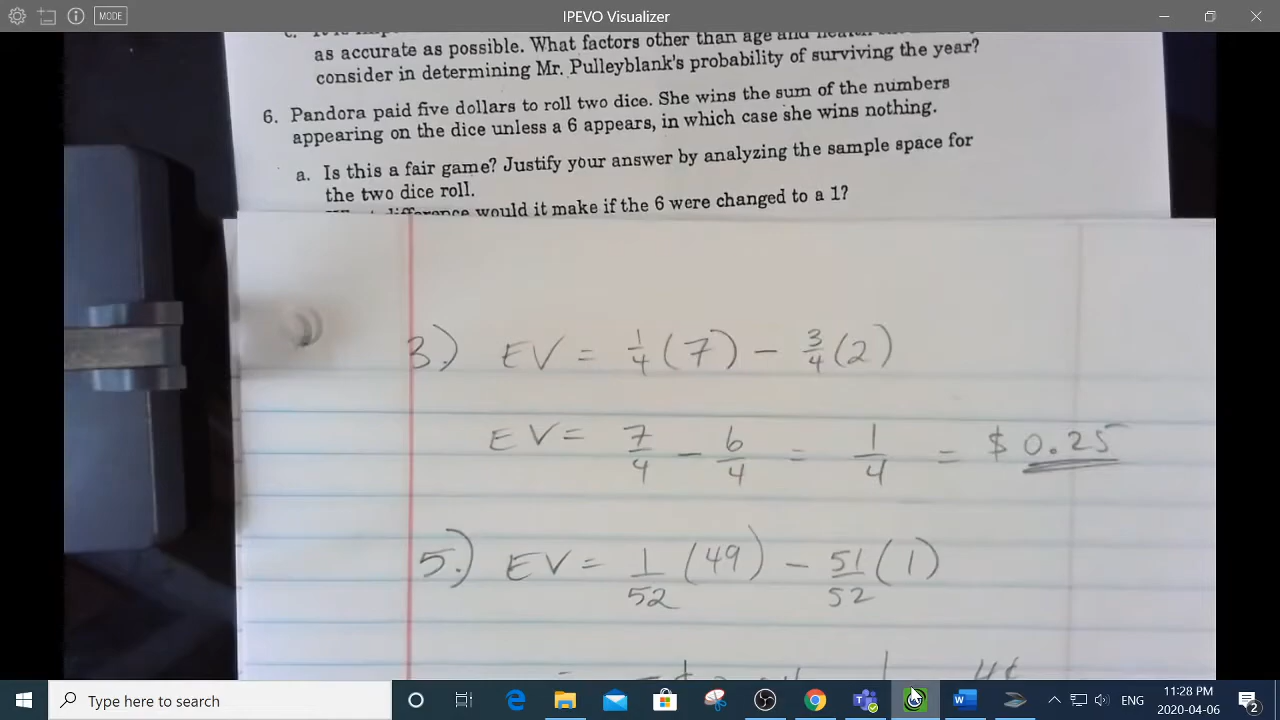 MODE
IPEVO Visualizer
as accurate as possible. What factors other than age and
consider in determining Mr. Pulleyblank's probability of surviving the year?
6. Pandora paid five dollars to roll two dice. She wins the sum of the numbers
appearing on the dice unless a 6 appears, in which case she wins nothing.
a. Is this a fair game? Justify your answer by analyzing the sample space for
the two dice roll.
difference would it make if the 6 were changed to a 1?
3.) EV = 1/4 (7) - 3/4 (2)
EV = 7/4 - 6/4 = 1/4 = $0.25
5.) EV = 1/52 (49) - 51/52 (1)
Type here to search
ENG
11:28 PM
2020-04-06
2